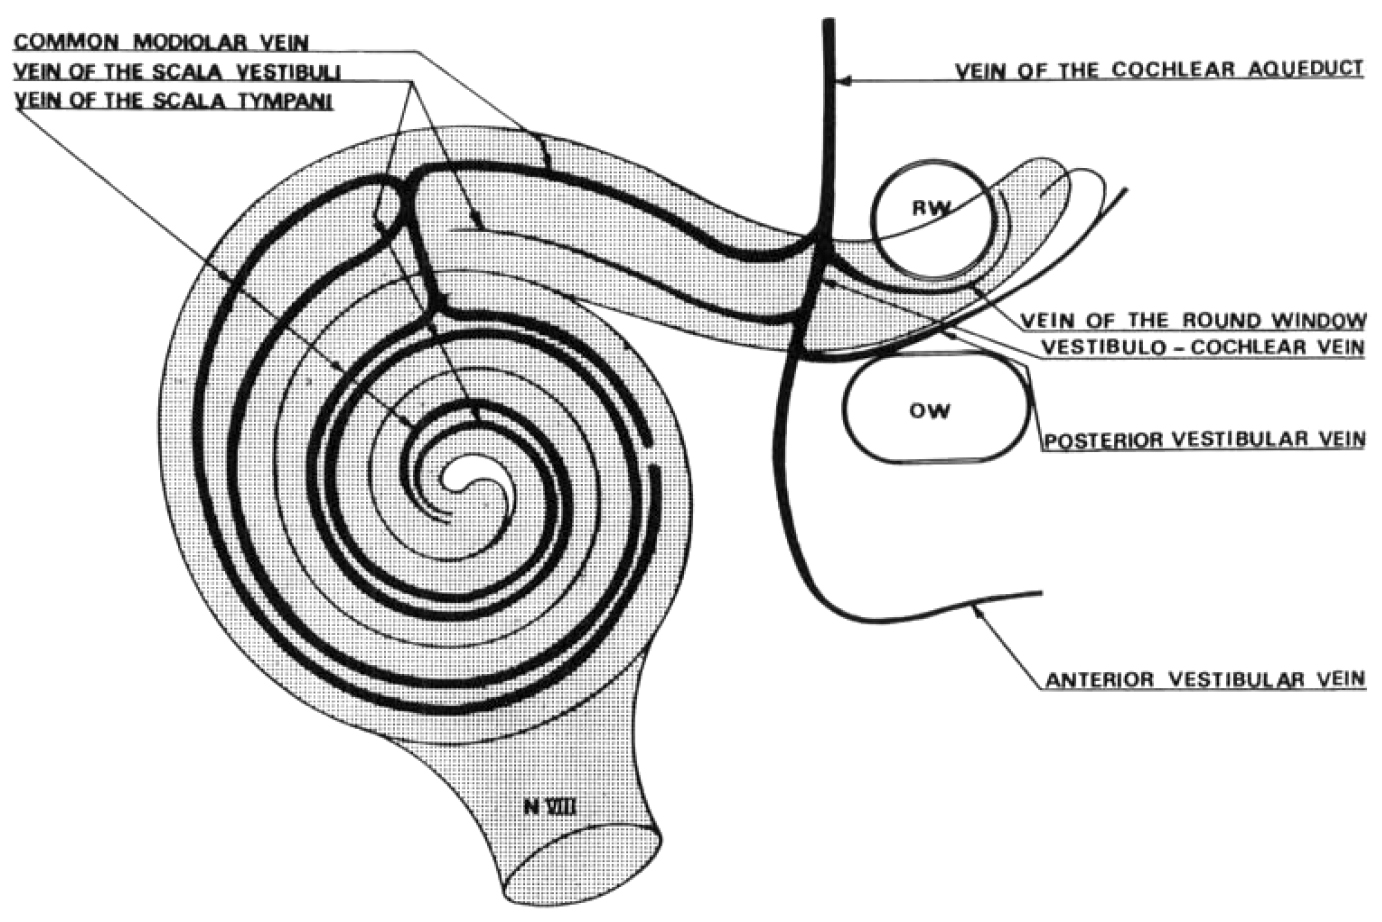 COMMON MODIOLAR VEIN
VEIN OF THE SCALA VESTIBULI
VEIN OF THE SCALA TYMPANI
VEIN OF THE COCHLEAR AQUEDUCT
RW
VEIN OF THE ROUND WINDOW
VESTIBULO - COCHLEAR VEIN
OW
POSTERIOR VESTIBULAR VEIN
ANTERIOR VESTIBULAR VEIN
N VIII